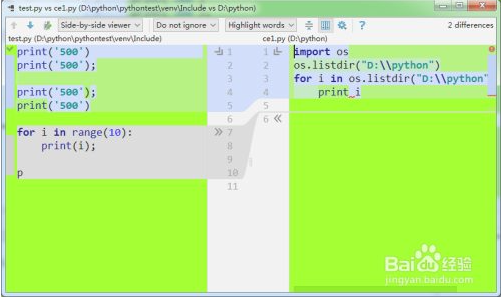 test.py vs ce1.py (D:\python\pythontest\venv\Include vs D:\python)
Side-by-side viewer
Do not ignore
Highlight words
2 differences
test.py (D:\python\pythontest\venv\Include)
ce1.py (D:\python)
print('500')
print('500');
print('500');
print('500')
for i in range(10):
print(i);
p
1
2
3
4
5
6
7
8
9
10
11
1
2
3
4
5
6
import os
os.listdir("D:\\python")
for i in os.listdir("D:\\python"
print i
Baidu经验
jingyan.baidu.com